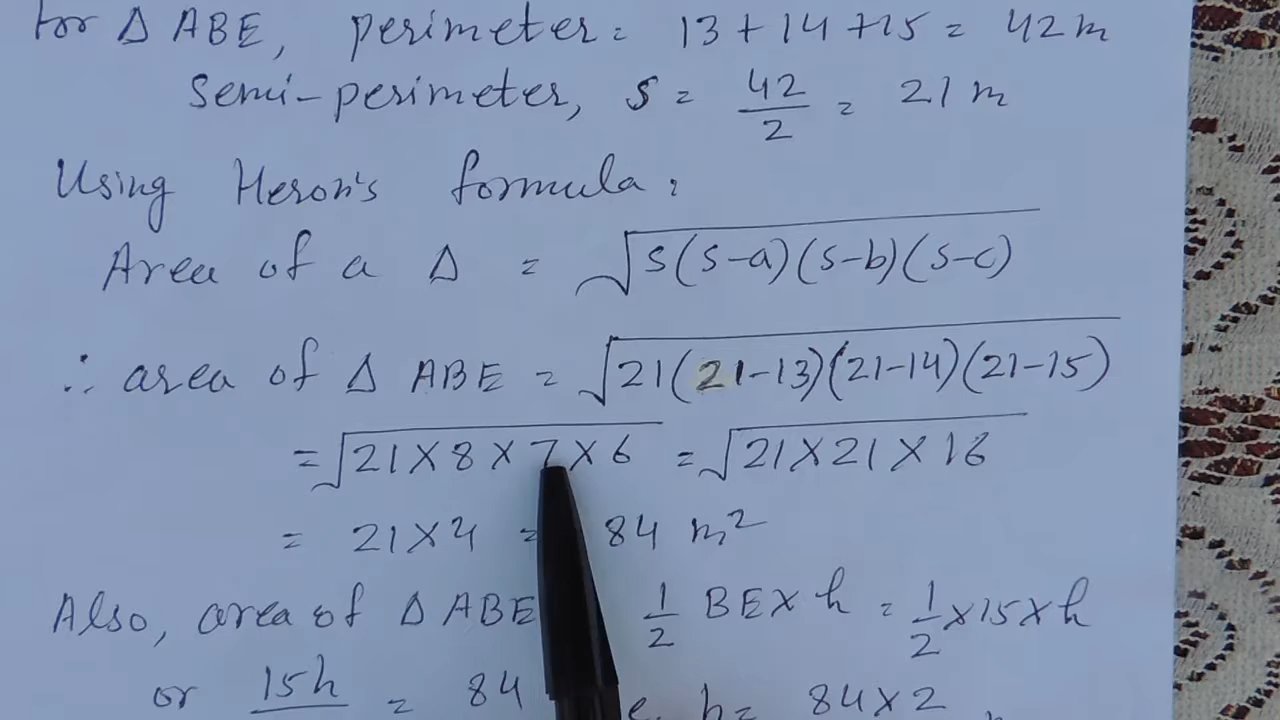 for Δ ABE, perimeter = 13 + 14 + 15 = 42 m
Semi-perimeter, s = 42/2 = 21 m
Using Heron's formula:
Area of a Δ = √s(s-a)(s-b)(s-c)
∴ area of Δ ABE = √21(21-13)(21-14)(21-15)
= √21×8×7×6 = √21×21×16
= 21×4 = 84 m²
Also, area of Δ ABE 1/2 BE×h = 1/2 ×15×h
or 15h = 84 h = 84×2